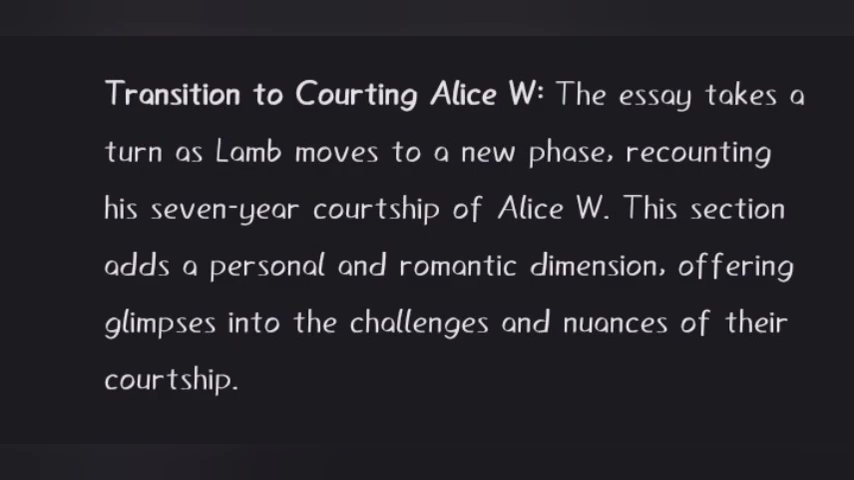 Transition to Courting Alice W: The essay takes a
turn as Lamb moves to a new phase, recounting
his seven-year courtship of Alice W. This section
adds a personal and romantic dimension, offering
glimpses into the challenges and nuances of their
courtship.